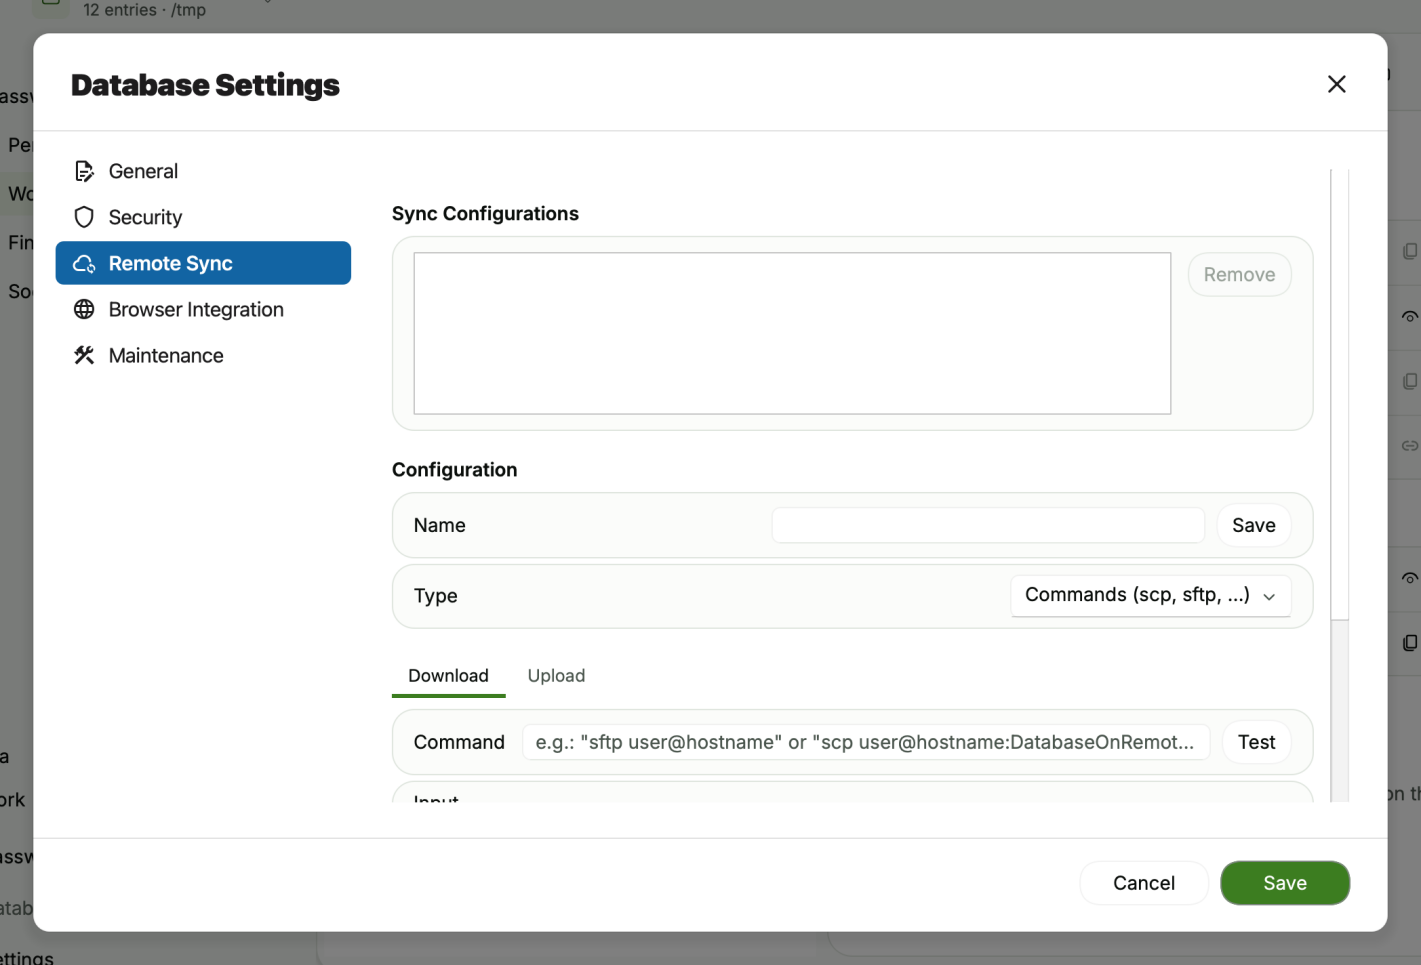 12 entries · /tmp
Database Settings
General
Security
Remote Sync
Browser Integration
Maintenance
Sync Configurations
Remove
Configuration
Name
Save
Type
Commands (scp, sftp, ...)
Download
Upload
Command
e.g.: "sftp user@hostname" or "scp user@hostname:DatabaseOnRemot...
Test
Input
Cancel
Save